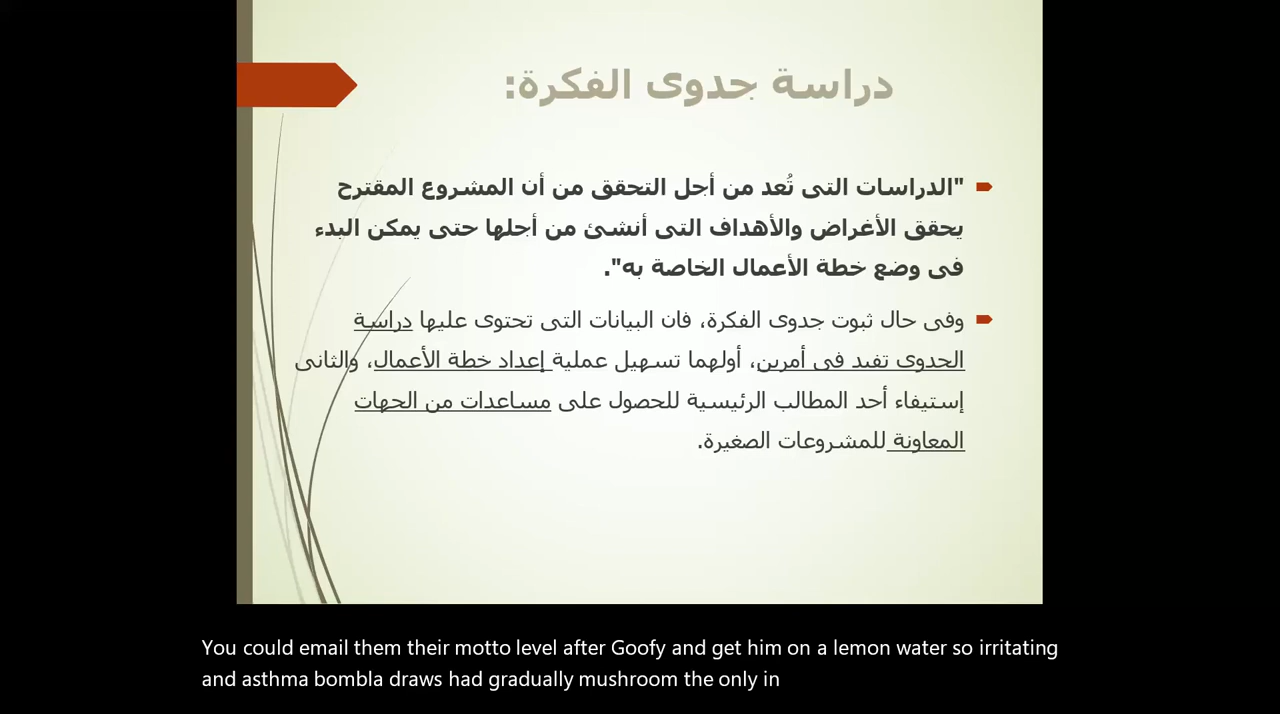 دراسة جدوى الفكرة:
"الدراسات التى تُعد من أجل التحقق من أن المشروع المقترح
يحقق الأغراض والأهداف التى أنشئ من أجلها حتى يمكن البدء
فى وضع خطة الأعمال الخاصة به".
وفى حال ثبوت جدوى الفكرة، فان البيانات التى تحتوى عليها دراسة
الجدوى تفيد فى أمرين، أولهما تسهيل عملية إعداد خطة الأعمال، والثانى
إستيفاء أحد المطالب الرئيسية للحصول على مساعدات من الجهات
المعاونة للمشروعات الصغيرة.
You could email them their motto level after Goofy and get him on a lemon water so irritating
and asthma bombla draws had gradually mushroom the only in